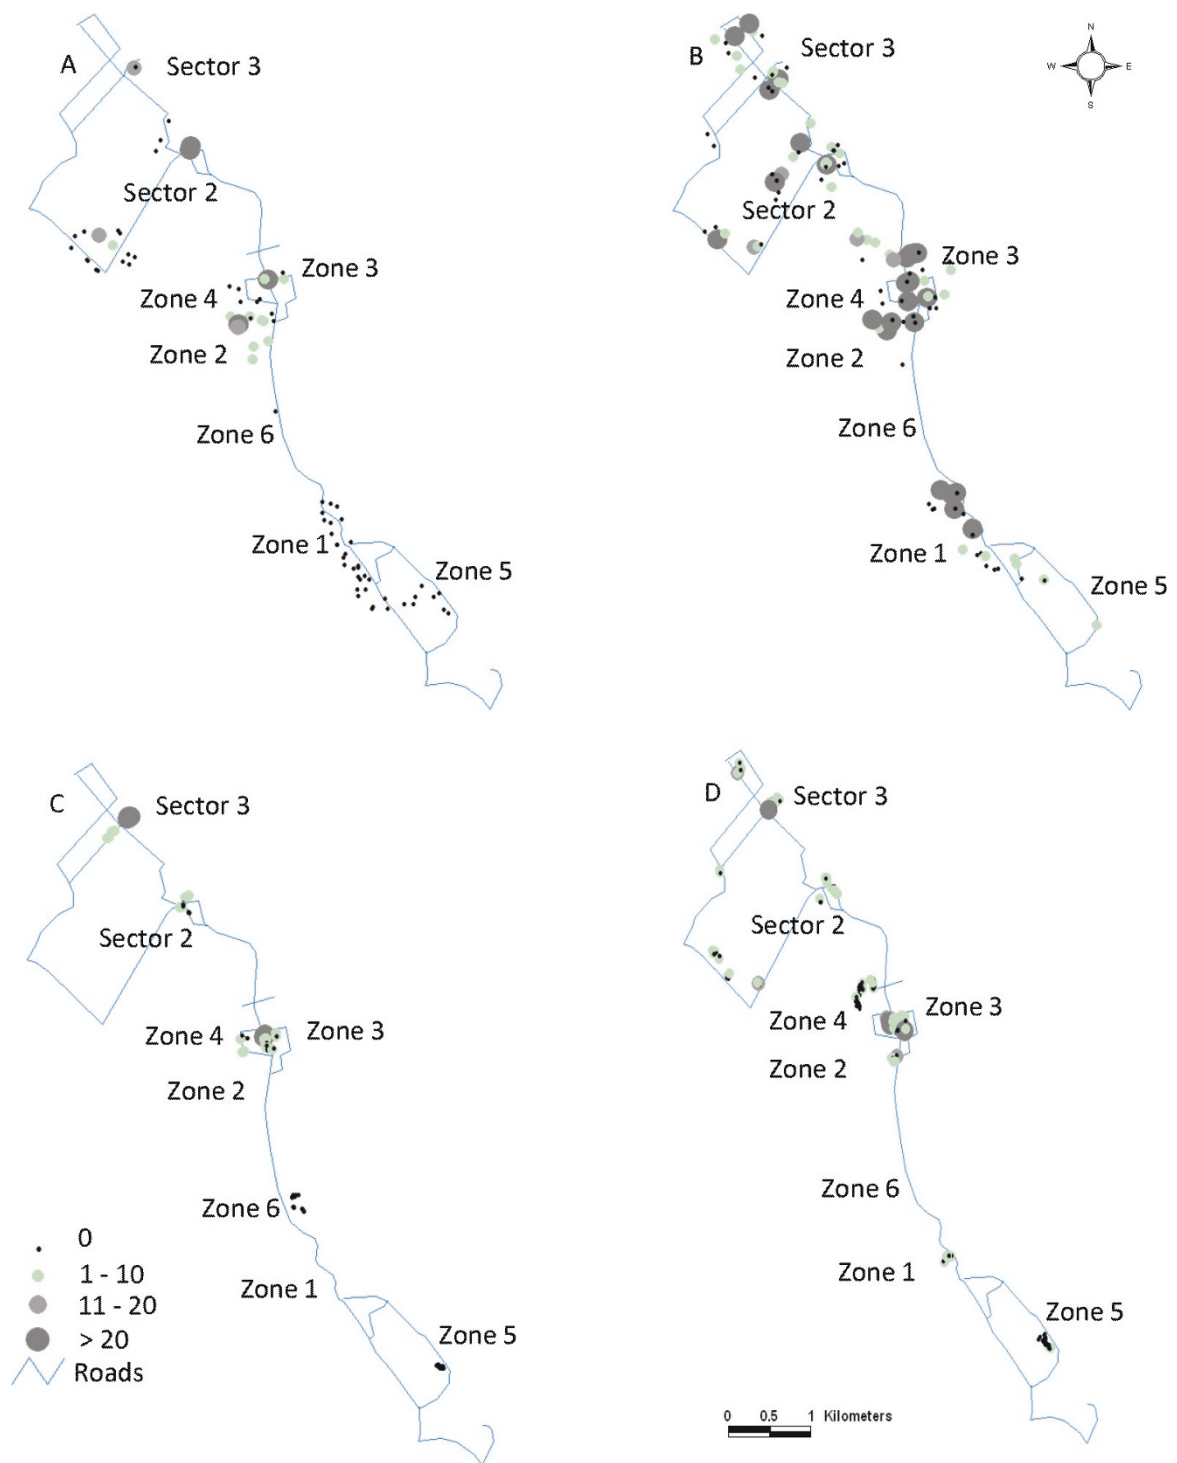 A
Sector 3
Sector 2
Zone 3
Zone 4
Zone 2
Zone 6
Zone 1
Zone 5
B
Sector 3
N
W
E
S
Sector 2
Zone 3
Zone 4
Zone 2
Zone 6
Zone 1
Zone 5
C
Sector 3
Sector 2
Zone 4
Zone 3
Zone 2
Zone 6
Zone 1
Zone 5
0
1 - 10
11 - 20
> 20
Roads
D
Sector 3
Sector 2
Zone 3
Zone 4
Zone 2
Zone 6
Zone 1
Zone 5
0 0.5 1 Kilometers